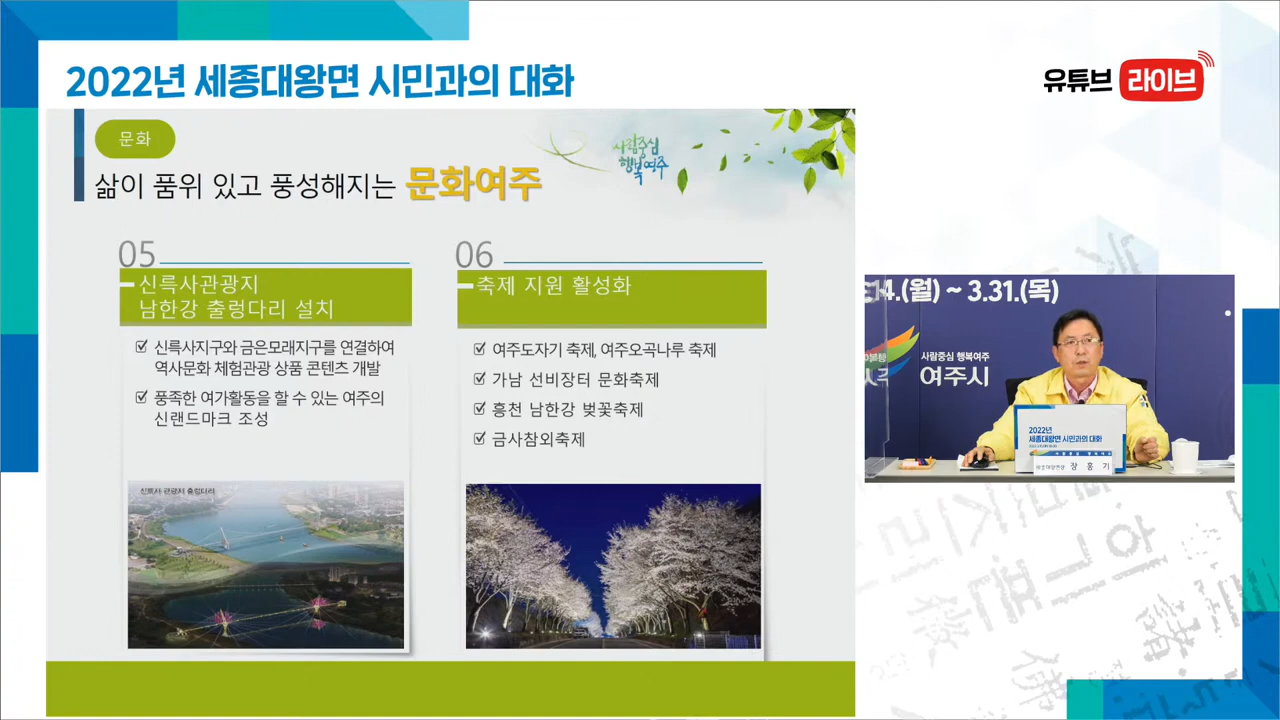 2022년 세종대왕면 시민과의 대화
유튜브 라이브
문화
사람중심
행복여주
삶이 품위 있고 풍성해지는 문화여주
05
신륵사관광지
남한강 출렁다리 설치
신륵사지구와 금은모래지구를 연결하여
역사문화 체험관광 상품 콘텐츠 개발
풍족한 여가활동을 할 수 있는 여주의
신랜드마크 조성
신륵사 관광지 출렁다리
06
축제 지원 활성화
여주도자기 축제, 여주오곡나루 축제
가남 선비장터 문화축제
흥천 남한강 벚꽃축제
금사참외축제
14.(월) ~ 3.31.(목)
사람중심 행복여주
여주시
2022년
세종대왕면 시민과의 대화
세종대왕면장 장 홍 기